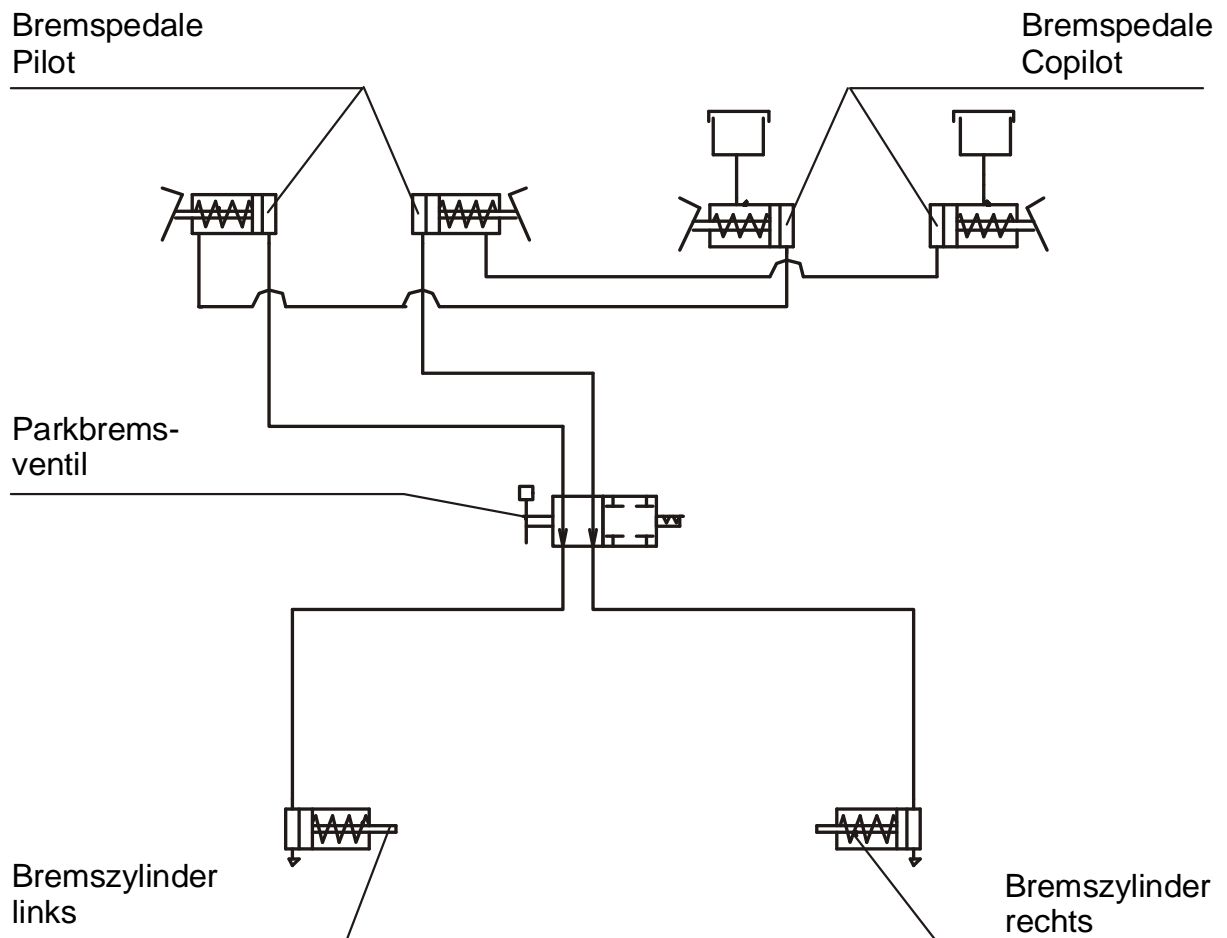 Bremspedale
Pilot
Bremspedale
Copilot
Parkbrems-
ventil
Bremszylinder
links
Bremszylinder
rechts